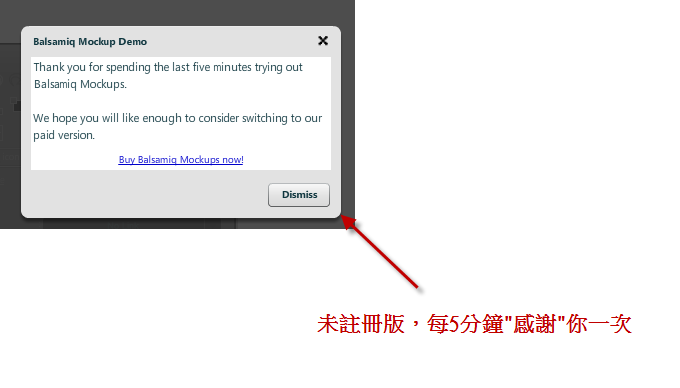 Balsamiq Mockup Demo
Thank you for spending the last five minutes trying out
Balsamiq Mockups.
We hope you will like enough to consider switching to our
paid version.
Buy Balsamiq Mockups now!
Dismiss
未註冊版，每5分鐘"感謝"你一次